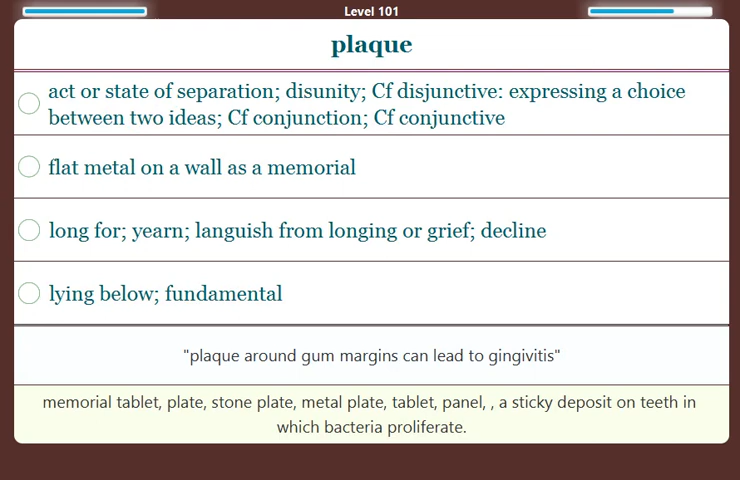 Level 101
plaque
act or state of separation; disunity; Cf disjunctive: expressing a choice
between two ideas; Cf conjunction; Cf conjunctive
flat metal on a wall as a memorial
long for; yearn; languish from longing or grief; decline
lying below; fundamental
"plaque around gum margins can lead to gingivitis"
memorial tablet, plate, stone plate, metal plate, tablet, panel, , a sticky deposit on teeth in
which bacteria proliferate.